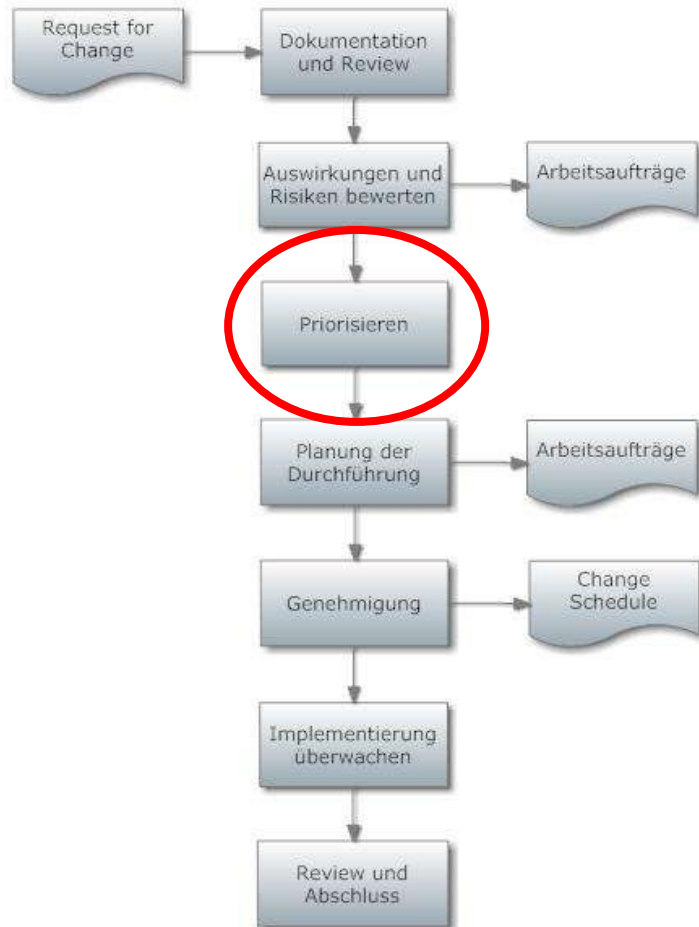 Request for
Change
Dokumentation
und Review
Auswirkungen und
Risiken bewerten
Arbeitsaufträge
Priorisieren
Planung der
Durchführung
Arbeitsaufträge
Genehmigung
Change
Schedule
Implementierung
überwachen
Review und
Abschluss